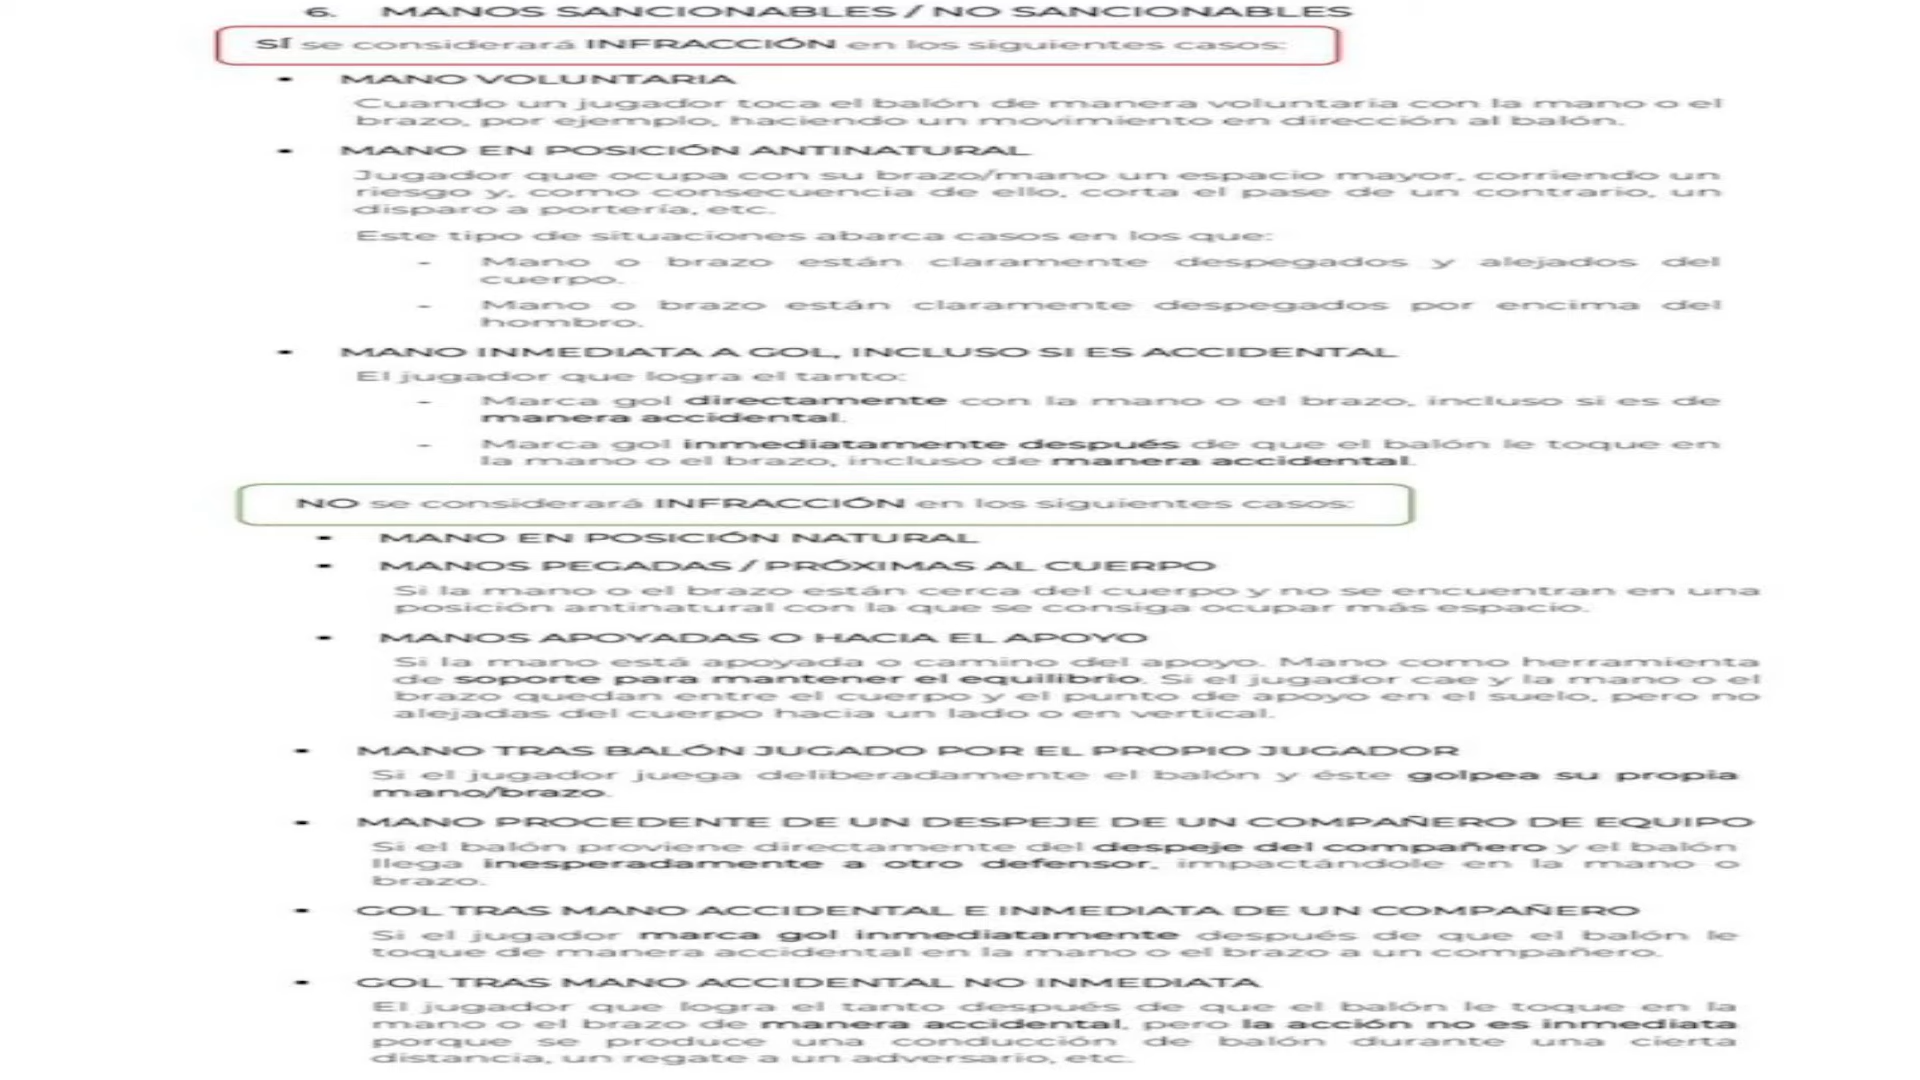 6. MANOS SANCIONABLES / NO SANCIONABLES
SÍ se considerará INFRACCIÓN en los siguientes casos:
• MANO VOLUNTARIA
Cuando un jugador toca el balón de manera voluntaria con la mano o el
brazo, por ejemplo, haciendo un movimiento en dirección al balón.
• MANO EN POSICIÓN ANTINATURAL
Jugador que ocupa con su brazo/mano un espacio mayor, corriendo un
riesgo y, como consecuencia de ello, corta el pase de un contrario, un
disparo a portería, etc.
Este tipo de situaciones abarca casos en los que:
- Mano o brazo están claramente despegados y alejados del
cuerpo.
- Mano o brazo están claramente despegados por encima del
hombro.
• MANO INMEDIATA A GOL, INCLUSO SI ES ACCIDENTAL
El jugador que logra el tanto:
- Marca gol directamente con la mano o el brazo, incluso si es de
manera accidental.
- Marca gol inmediatamente después de que el balón le toque en
la mano o el brazo, incluso de manera accidental.
NO se considerará INFRACCIÓN en los siguientes casos:
• MANO EN POSICIÓN NATURAL
• MANOS PEGADAS / PRÓXIMAS AL CUERPO
Si la mano o el brazo están cerca del cuerpo y no se encuentran en una
posición antinatural con la que se consiga ocupar más espacio.
• MANOS APOYADAS O HACIA EL APOYO
Si la mano está apoyada o camino del apoyo. Mano como herramienta
de soporte para mantener el equilibrio. Si el jugador cae y la mano o el
brazo quedan entre el cuerpo y el punto de apoyo en el suelo, pero no
alejadas del cuerpo hacia un lado o en vertical.
• MANO TRAS BALÓN JUGADO POR EL PROPIO JUGADOR
Si el jugador juega deliberadamente el balón y éste golpea su propia
mano/brazo.
• MANO PROCEDENTE DE UN DESPEJE DE UN COMPAÑERO DE EQUIPO
Si el balón proviene directamente del despeje del compañero y el balón
llega inesperadamente a otro defensor, impactándole en la mano o
brazo.
• GOL TRAS MANO ACCIDENTAL E INMEDIATA DE UN COMPAÑERO
Si el jugador marca gol inmediatamente después de que el balón le
toque de manera accidental en la mano o el brazo a un compañero.
• GOL TRAS MANO ACCIDENTAL NO INMEDIATA
El jugador que logra el tanto después de que el balón le toque en la
mano o el brazo de manera accidental, pero la acción no es inmediata
porque se produce una conducción de balón durante una cierta
distancia, un regate a un adversario, etc.